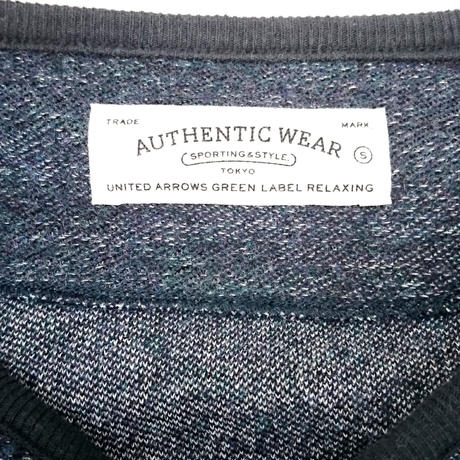 TRADE MARK
AUTHENTIC WEAR
SPORTING&STYLE. S
TOKYO
UNITED ARROWS GREEN LABEL RELAXING